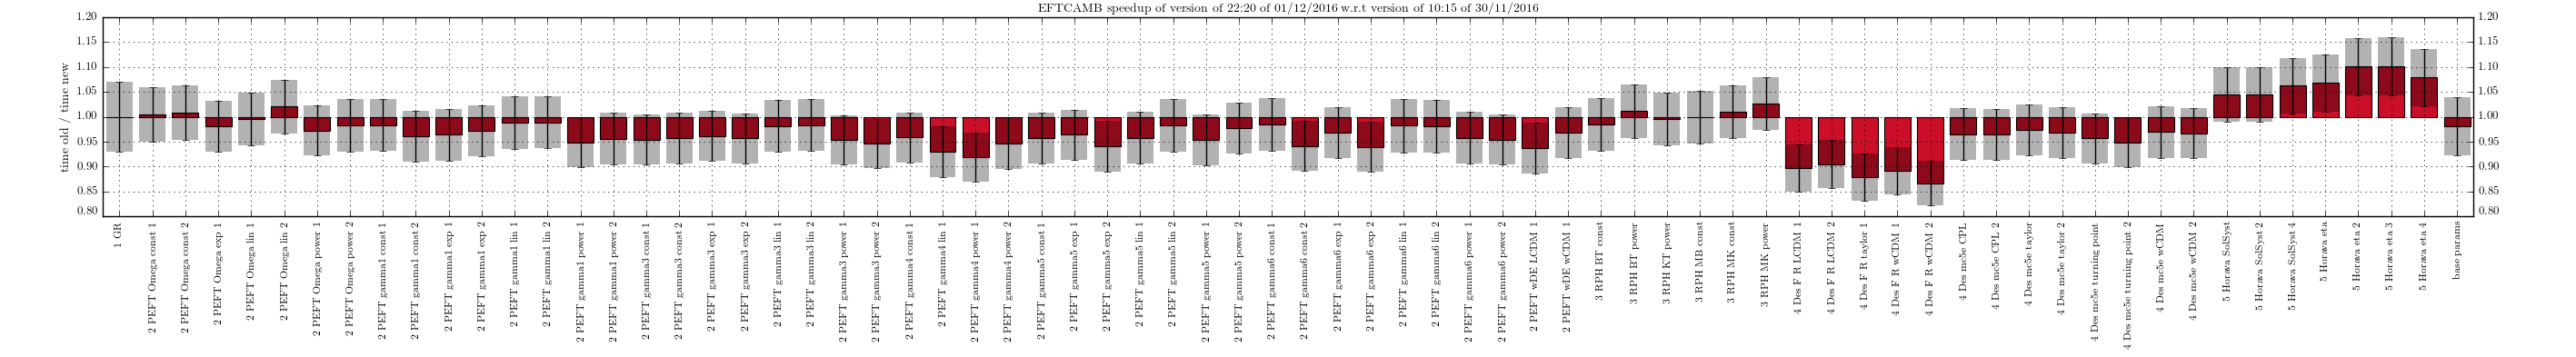 EFTCAMB speedup of version of 22:20 of 01/12/2016 w.r.t version of 10:15 of 30/11/2016
time old / time new
1.20
1.15
1.10
1.05
1.00
0.95
0.90
0.85
0.80
1.20
1.15
1.10
1.05
1.00
0.95
0.90
0.85
0.80
1 GR
2 PEFT Omega const 1
2 PEFT Omega const 2
2 PEFT Omega exp 1
2 PEFT Omega lin 1
2 PEFT Omega lin 2
2 PEFT Omega power 1
2 PEFT Omega power 2
2 PEFT gamma1 const 1
2 PEFT gamma1 const 2
2 PEFT gamma1 exp 1
2 PEFT gamma1 exp 2
2 PEFT gamma1 lin 1
2 PEFT gamma1 lin 2
2 PEFT gamma1 power 1
2 PEFT gamma1 power 2
2 PEFT gamma3 const 1
2 PEFT gamma3 const 2
2 PEFT gamma3 exp 1
2 PEFT gamma3 exp 2
2 PEFT gamma3 lin 1
2 PEFT gamma3 lin 2
2 PEFT gamma3 power 1
2 PEFT gamma3 power 2
2 PEFT gamma4 const 1
2 PEFT gamma4 lin 1
2 PEFT gamma4 power 1
2 PEFT gamma4 power 2
2 PEFT gamma5 const 1
2 PEFT gamma5 exp 1
2 PEFT gamma5 exp 2
2 PEFT gamma5 lin 1
2 PEFT gamma5 lin 2
2 PEFT gamma5 power 1
2 PEFT gamma5 power 2
2 PEFT gamma6 const 1
2 PEFT gamma6 const 2
2 PEFT gamma6 exp 1
2 PEFT gamma6 exp 2
2 PEFT gamma6 lin 1
2 PEFT gamma6 lin 2
2 PEFT gamma6 power 1
2 PEFT gamma6 power 2
2 PEFT wDE LCDM 1
2 PEFT wDE wCDM 1
3 RPH BT const
3 RPH BT power
3 RPH KT power
3 RPH MB const
3 RPH MK const
3 RPH MK power
4 Des F R LCDM 1
4 Des F R LCDM 2
4 Des F R taylor 1
4 Des F R wCDM 1
4 Des F R wCDM 2
4 Des mc5e CPL
4 Des mc5e CPL 2
4 Des mc5e taylor
4 Des mc5e taylor 2
4 Des mc5e turning point
4 Des mc5e turning point 2
4 Des mc5e wCDM
4 Des mc5e wCDM 2
5 Horava SolSyst
5 Horava SolSyst 2
5 Horava SolSyst 4
5 Horava eta
5 Horava eta 2
5 Horava eta 3
5 Horava eta 4
base params